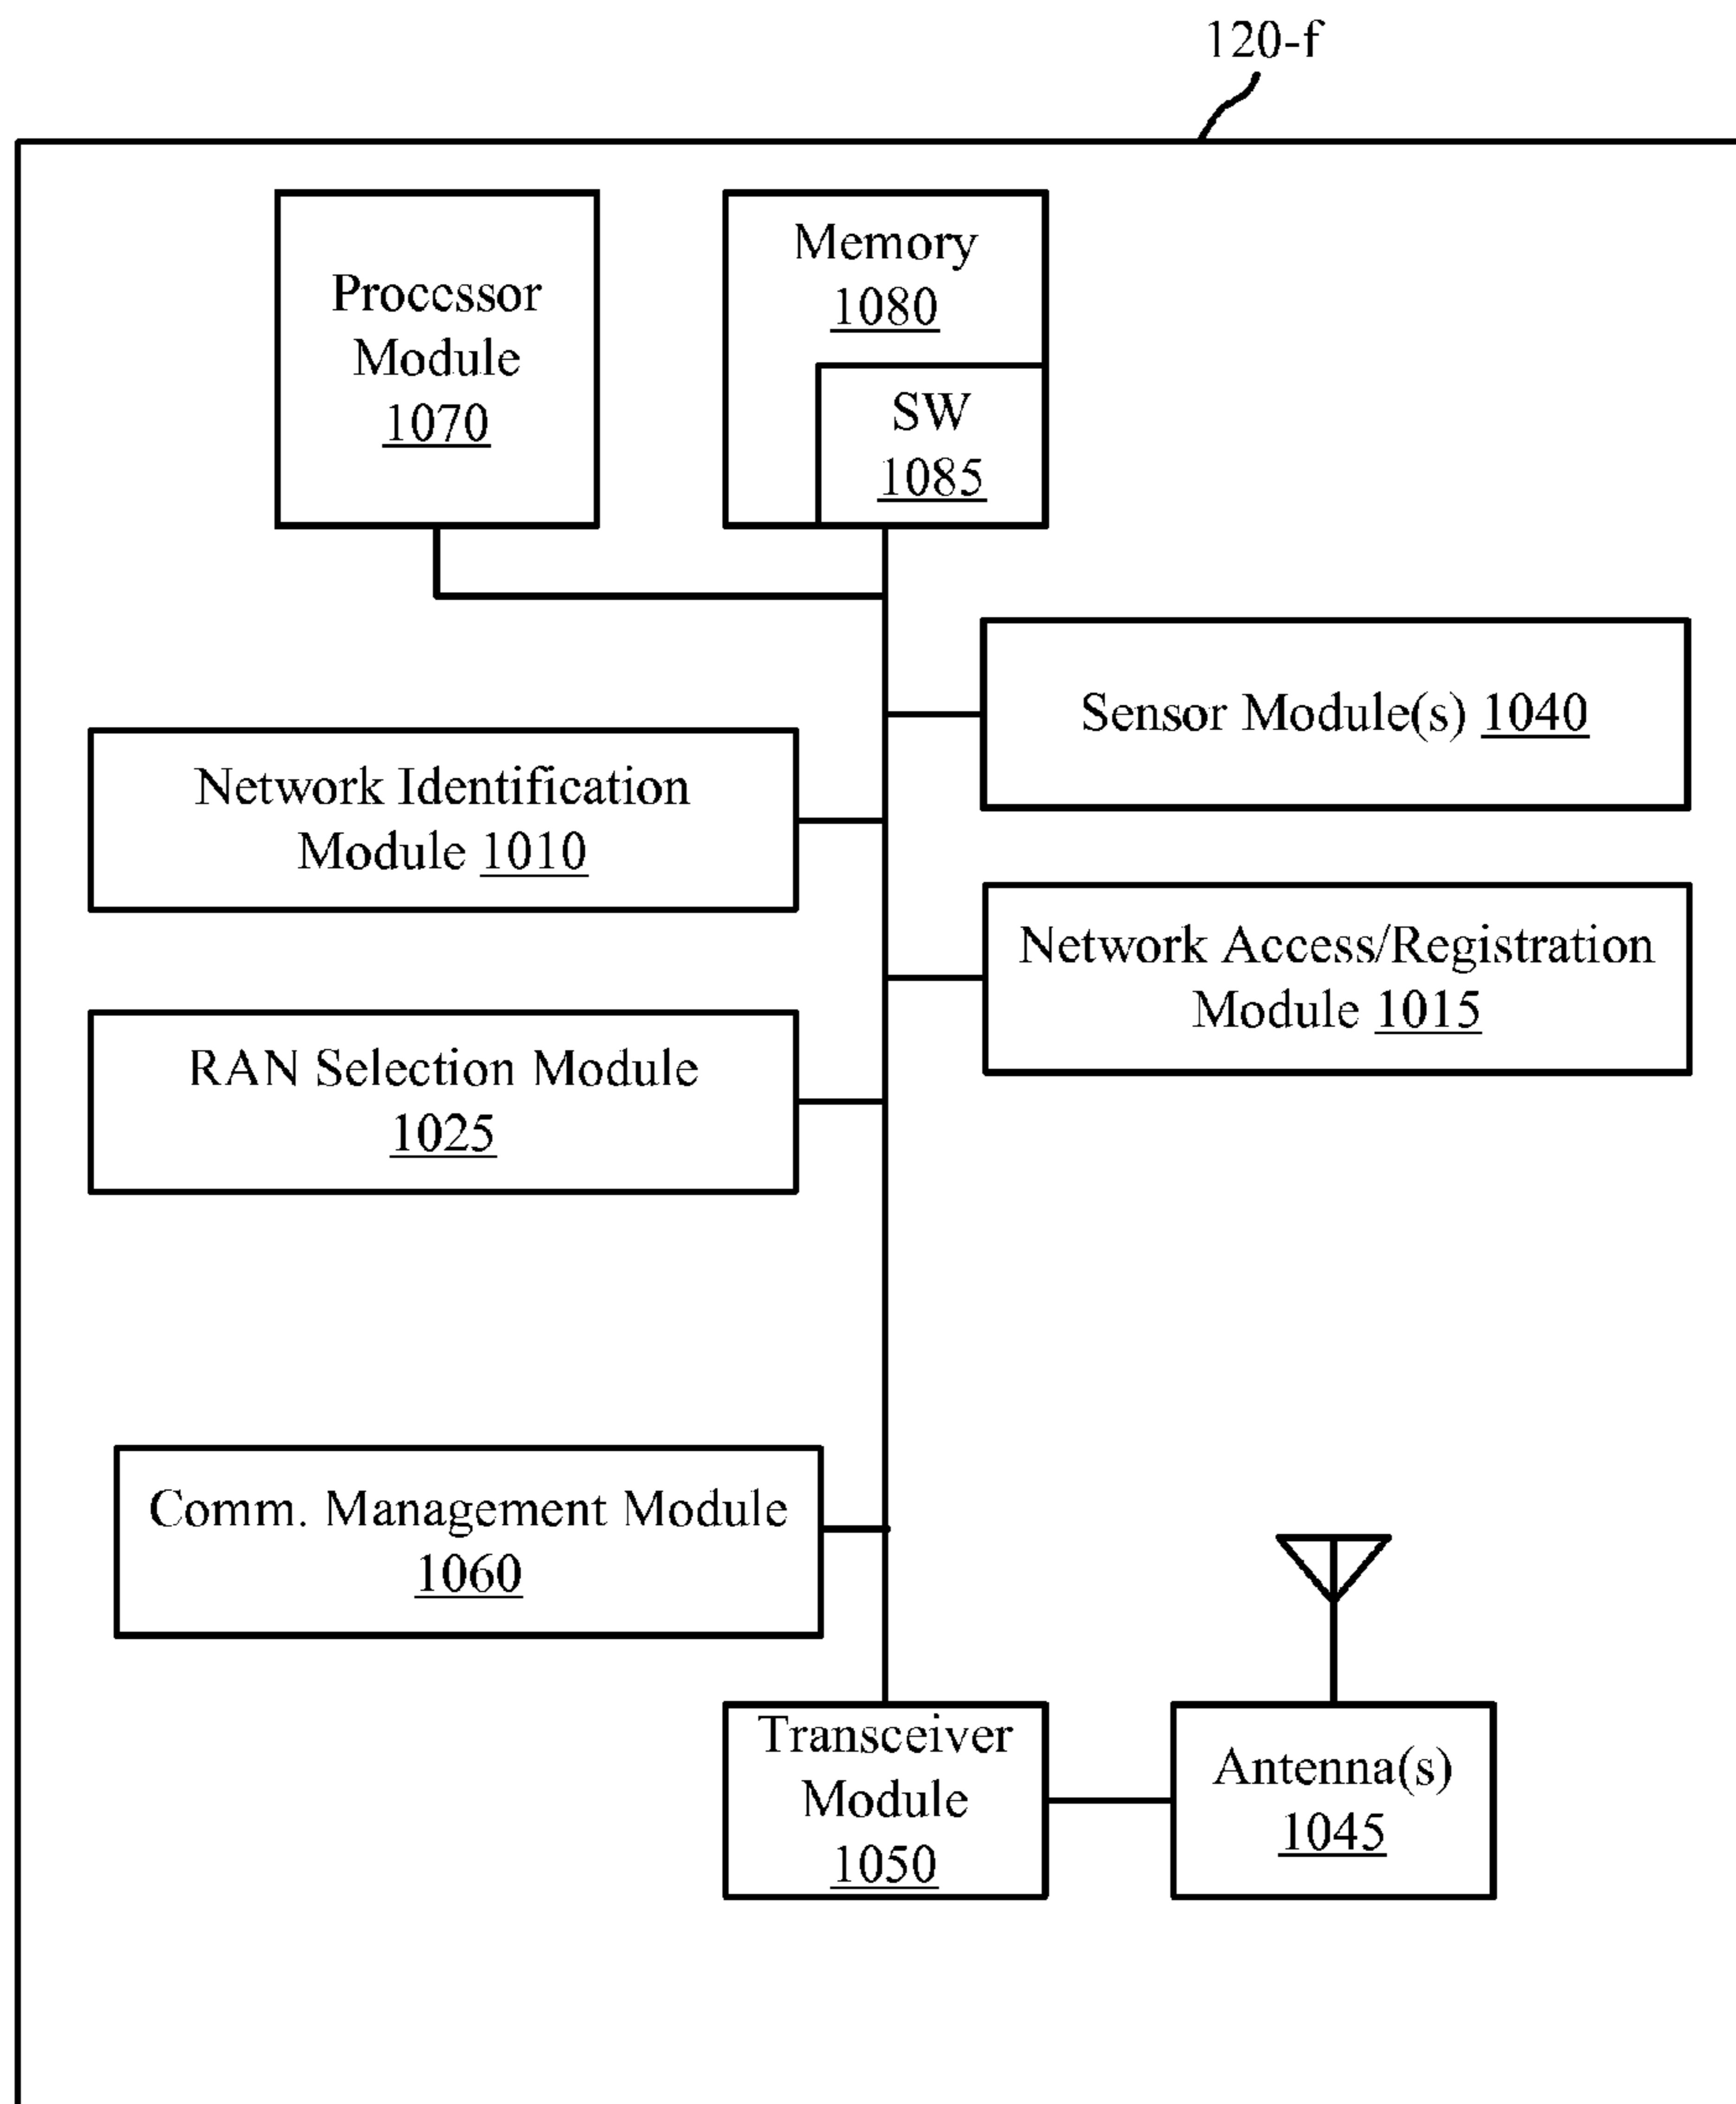 120-f
Processor
Module
1070
Memory
1080
SW
1085
Sensor Module(s) 1040
Network Identification
Module 1010
Network Access/Registration
Module 1015
RAN Selection Module
1025
Comm. Management Module
1060
Transceiver
Module
1050
Antenna(s)
1045